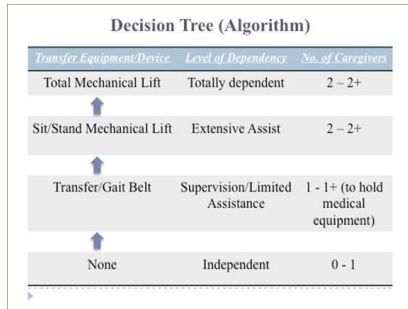 Decision Tree (Algorithm)
Transfer Equipment/Device Level of Dependency No. of Caregivers
Total Mechanical Lift Totally dependent 2 – 2+
Sit/Stand Mechanical Lift Extensive Assist 2 – 2+
Transfer/Gait Belt Supervision/Limited 1 - 1+ (to hold
Assistance medical
equipment)
None Independent 0 - 1